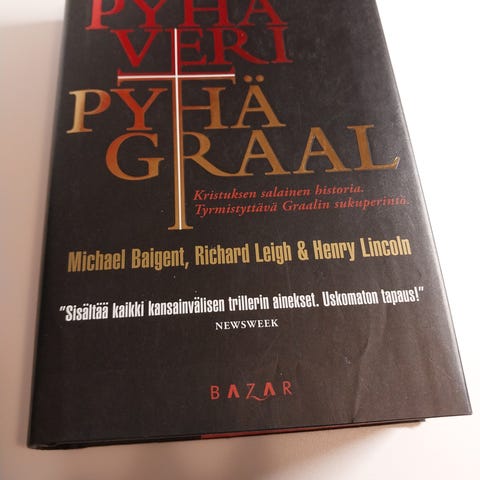 PYHÄ
VERI
PYHÄ
GRAAL
Kristuksen salainen historia.
Tyrmistyttävä Graalin sukuperintö.
Michael Baigent, Richard Leigh & Henry Lincoln
"Sisältää kaikki kansainvälisen trillerin ainekset. Uskomaton tapaus!"
NEWSWEEK
BAZAR